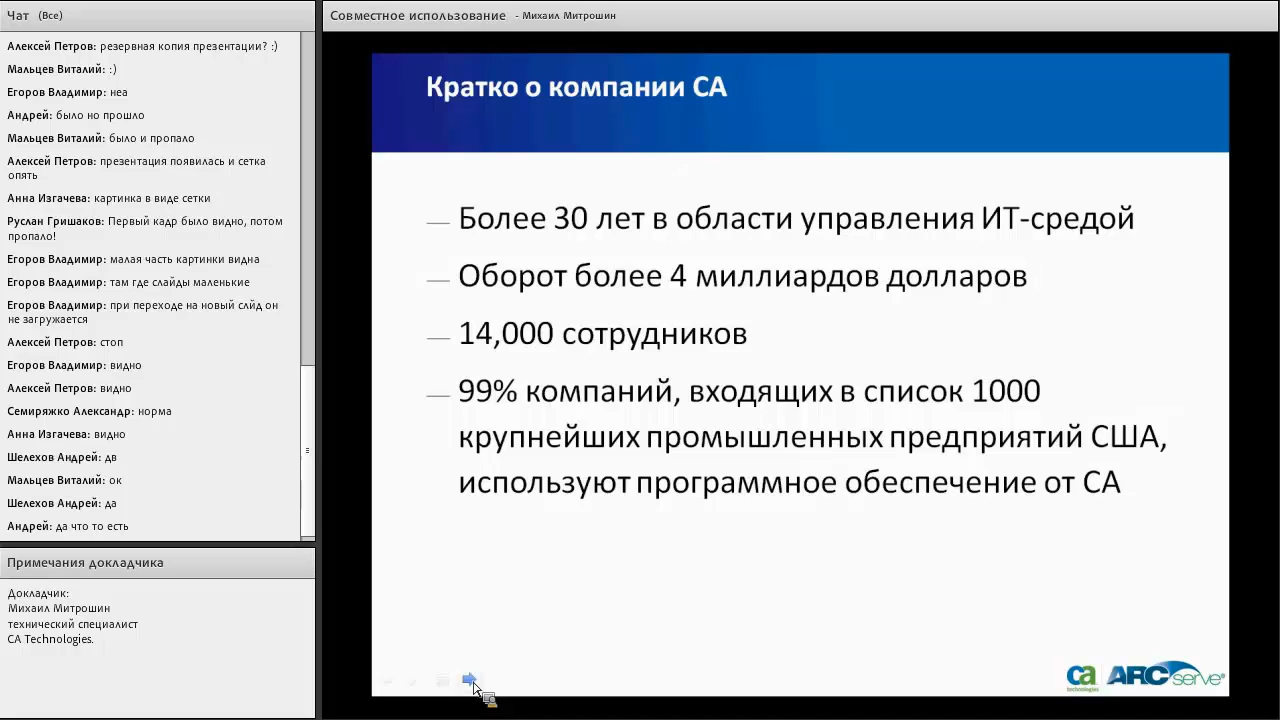 Чат (Все)
Алексей Петров: резервная копия презентации? :)
Мальцев Виталий: :)
Егоров Владимир: неа
Андрей: было но прошло
Мальцев Виталий: было и пропало
Алексей Петров: презентация появилась и сетка
опять
Анна Изгачева: картинка в виде сетки
Руслан Гришаков: Первый кадр было видно, потом
пропало!
Егоров Владимир: малая часть картинки видна
Егоров Владимир: там где слайды маленькие
Егоров Владимир: при переходе на новый слйд он
не загружается
Алексей Петров: стоп
Егоров Владимир: видно
Алексей Петров: видно
Семиряжко Александр: норма
Анна Изгачева: видно
Шелехов Андрей: дв
Мальцев Виталий: ок
Шелехов Андрей: да
Андрей: да что то есть
Примечания докладчика
Докладчик:
Михаил Митрошин
технический специалист
CA Technologies.
Совместное использование - Михаил Митрошин
Кратко о компании CA
— Более 30 лет в области управления ИТ-средой
— Оборот более 4 миллиардов долларов
— 14,000 сотрудников
— 99% компаний, входящих в список 1000
крупнейших промышленных предприятий США,
используют программное обеспечение от CA
ca
technologies
ARCserve®